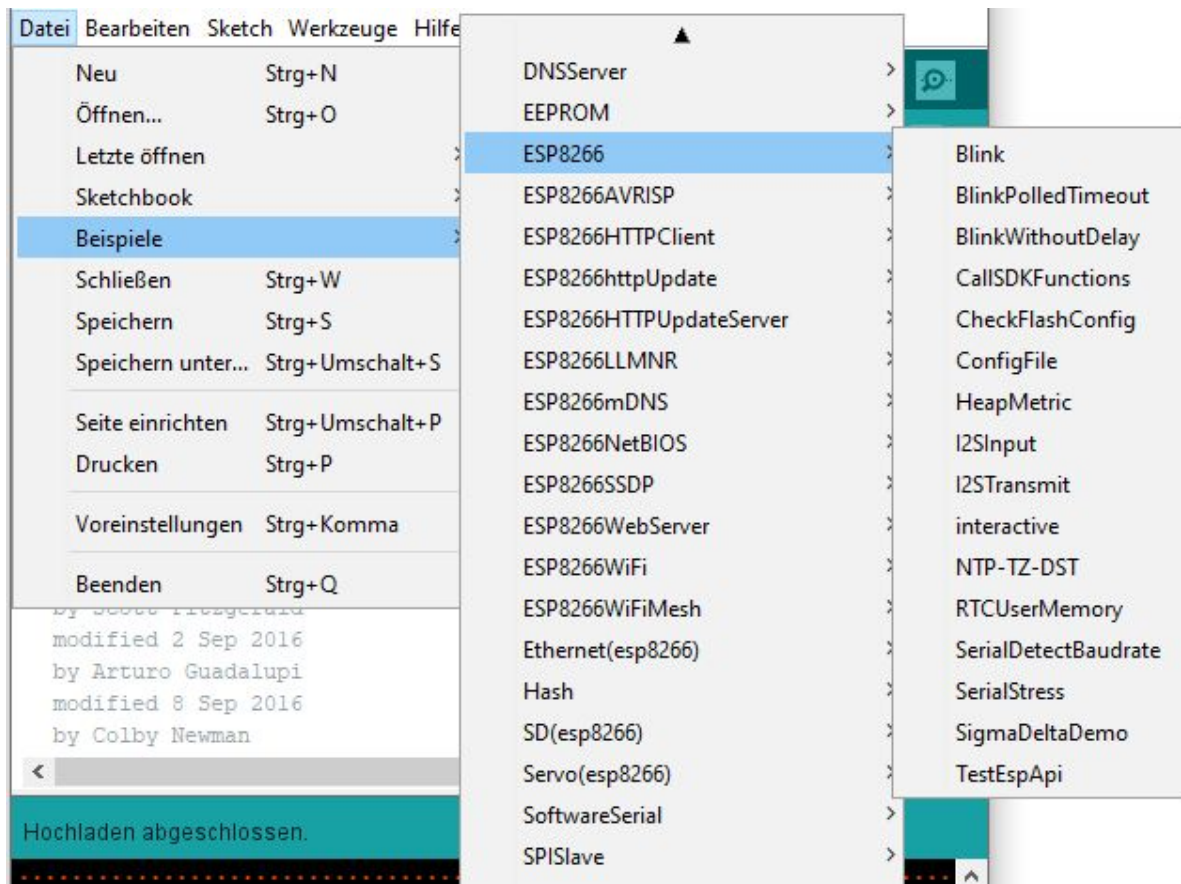 Datei Bearbeiten Sketch Werkzeuge Hilfe
Neu Strg+N
Öffnen... Strg+O
Letzte öffnen
Sketchbook
Beispiele
Schließen Strg+W
Speichern Strg+S
Speichern unter... Strg+Umschalt+S
Seite einrichten Strg+Umschalt+P
Drucken Strg+P
Voreinstellungen Strg+Komma
Beenden Strg+Q
DNSServer
EEPROM
ESP8266
ESP8266AVRISP
ESP8266HTTPClient
ESP8266httpUpdate
ESP8266HTTPUpdateServer
ESP8266LLMNR
ESP8266mDNS
ESP8266NetBIOS
ESP8266SSDP
ESP8266WebServer
ESP8266WiFi
ESP8266WiFiMesh
Ethernet(esp8266)
Hash
SD(esp8266)
Servo(esp8266)
SoftwareSerial
SPISlave
Blink
BlinkPolledTimeout
BlinkWithoutDelay
CallSDKFunctions
CheckFlashConfig
ConfigFile
HeapMetric
I2SInput
I2STransmit
interactive
NTP-TZ-DST
RTCUserMemory
SerialDetectBaudrate
SerialStress
SigmaDeltaDemo
TestEspApi
by Scott Fitzgerald
modified 2 Sep 2016
by Arturo Guadalupi
modified 8 Sep 2016
by Colby Newman
Hochladen abgeschlossen.